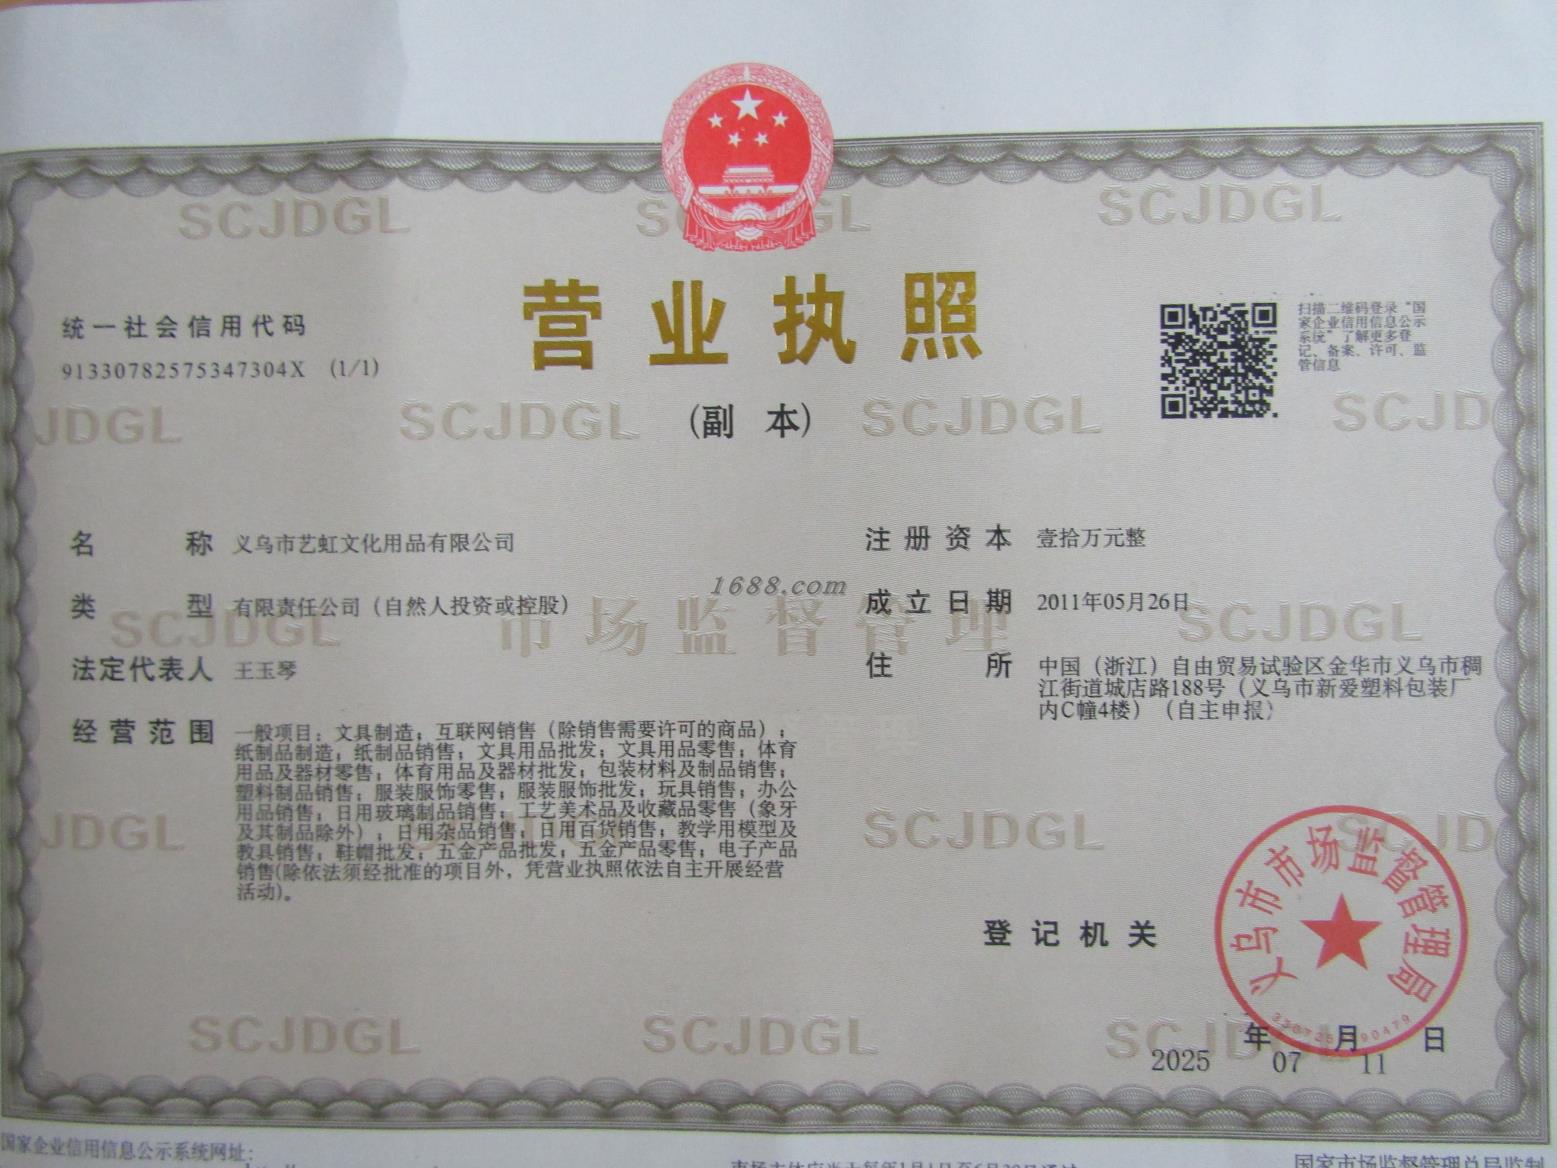 统一社会信用代码
91330782575347304X (1/1)
营业执照
(副 本)
扫描二维码登录“国
家企业信用信息公示
系统”了解更多登
记、备案、许可、监
管信息
名 称 义乌市艺虹文化用品有限公司
类 型 有限责任公司（自然人投资或控股）
法定代表人 王玉琴
经营范围 一般项目：文具制造；互联网销售（除销售需要许可的商品）；
纸制品制造；纸制品销售；文具用品批发；文具用品零售；体育
用品及器材零售；体育用品及器材批发；包装材料及制品销售；
塑料制品销售；服装服饰零售；服装服饰批发；玩具销售；办公
用品销售；日用玻璃制品销售；工艺美术品及收藏品零售（象牙
及其制品除外）；日用杂品销售；日用百货销售；教学用模型及
教具销售；鞋帽批发；五金产品批发；五金产品零售；电子产品
销售(除依法须经批准的项目外，凭营业执照依法自主开展经营
活动)。
注册资本 壹拾万元整
成立日期 2011年05月26日
住 所 中国（浙江）自由贸易试验区金华市义乌市稠
江街道城店路188号（义乌市新爱塑料包装厂
内C幢4楼）（自主申报）
1688.com
SCJDGL
市场监督管理
登记机关
义乌市市场监督管理局
年 月 日
2025 07 11
国家企业信用信息公示系统网址：
国家市场监督管理总局监制